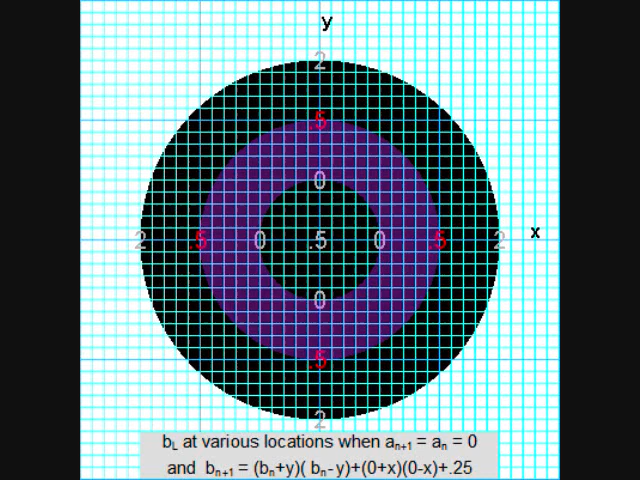 y
2
.5
0
2 .5 0 .5 0 .5 2 x
0
.5
2
bL at various locations when an+1 = an = 0
and bn+1 = (bn+y)( bn-y)+(0+x)(0-x)+.25